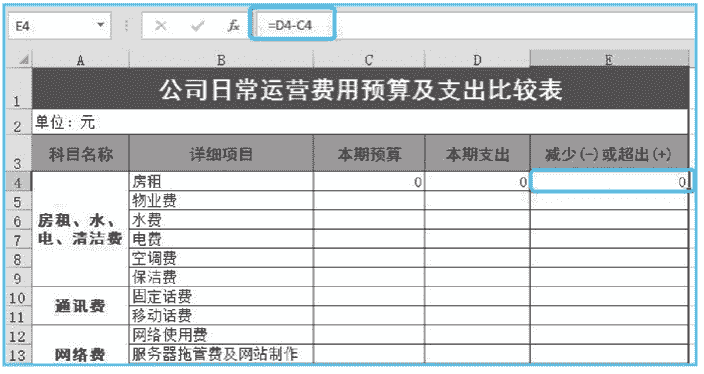 E4 fx =D4-C4
A B C D E
1 公司日常运营费用预算及支出比较表
2 单位：元
3 科目名称 详细项目 本期预算 本期支出 减少(-)或超出(+)
4 房租 0 0 0
5 物业费
房租、水、
6 水费
电、清洁费
7 电费
8 空调费
9 保洁费
10 固定话费
通讯费
11 移动话费
12 网络使用费
13 网络费 服务器拖管费及网站制作